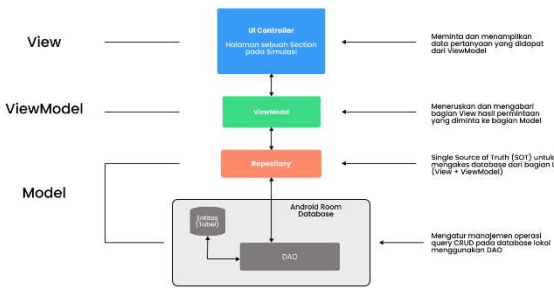 View
UI Controller
Halaman sebuah Section
pada Simulasi
Meminta dan menampilkan
data pertanyaan yang didapat
dari ViewModel
ViewModel
ViewModel
Meneruskan dan mengabari
bagian View hasil permintaan
yang diminta ke bagian Model
Model
Repository
Single Source of Truth (SOT) untuk
mengakes database dari bagian U
(View + ViewModel)
Android Room
Database
Entitas
(Tabel)
DAO
Mengatur manajemen operasi
query CRUD pada database lokal
menggunakan DAO